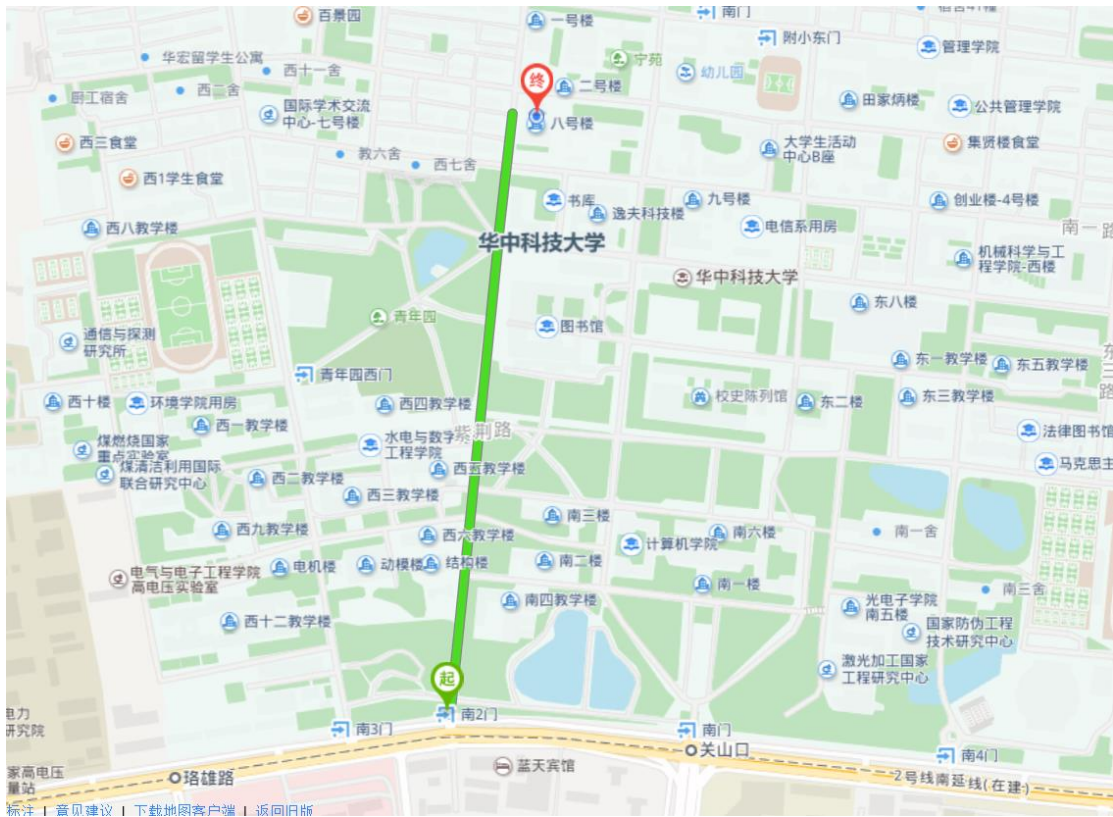 百景园
一号楼
南门
附小东门
管理学院
华宏留学生公寓
西十一舍
宁苑
幼儿园
终
二号楼
厨工宿舍
西二舍
国际学术交流
中心-七号楼
八号楼
田家炳楼
公共管理学院
西三食堂
教六舍
西七舍
大学生活动
中心B座
集贤楼食堂
西1学生食堂
书库
逸夫科技楼
九号楼
创业楼-4号楼
西八教学楼
电信系用房
南一路
华中科技大学
机械科学与工
程学院-西楼
华中科技大学
东八楼
青年园
图书馆
通信与探测
研究所
东一教学楼
东五教学楼
东三路
青年园西门
西十楼
环境学院用房
西四教学楼
校史陈列馆
东二楼
东三教学楼
西一教学楼
紫荆路
水电与数字
工程学院
法律图书馆
煤燃烧国家
重点实验室
煤清洁利用国际
联合研究中心
西五教学楼
马克思主
西二教学楼
西三教学楼
南三楼
西九教学楼
西六教学楼
南六楼
南一舍
计算机学院
电气与电子工程学院
高电压实验室
电机楼
动模楼
结构楼
南二楼
南一楼
南三舍
南四教学楼
光电子学院
南五楼
西十二教学楼
国家防伪工程
技术研究中心
激光加工国家
工程研究中心
起
电力
研究院
南3门
南2门
南门
关山口
南4门
家高电压
量站
珞雄路
蓝天宾馆
2号线南延线(在建)
标注 | 意见建议 | 下载地图客户端 | 返回旧版